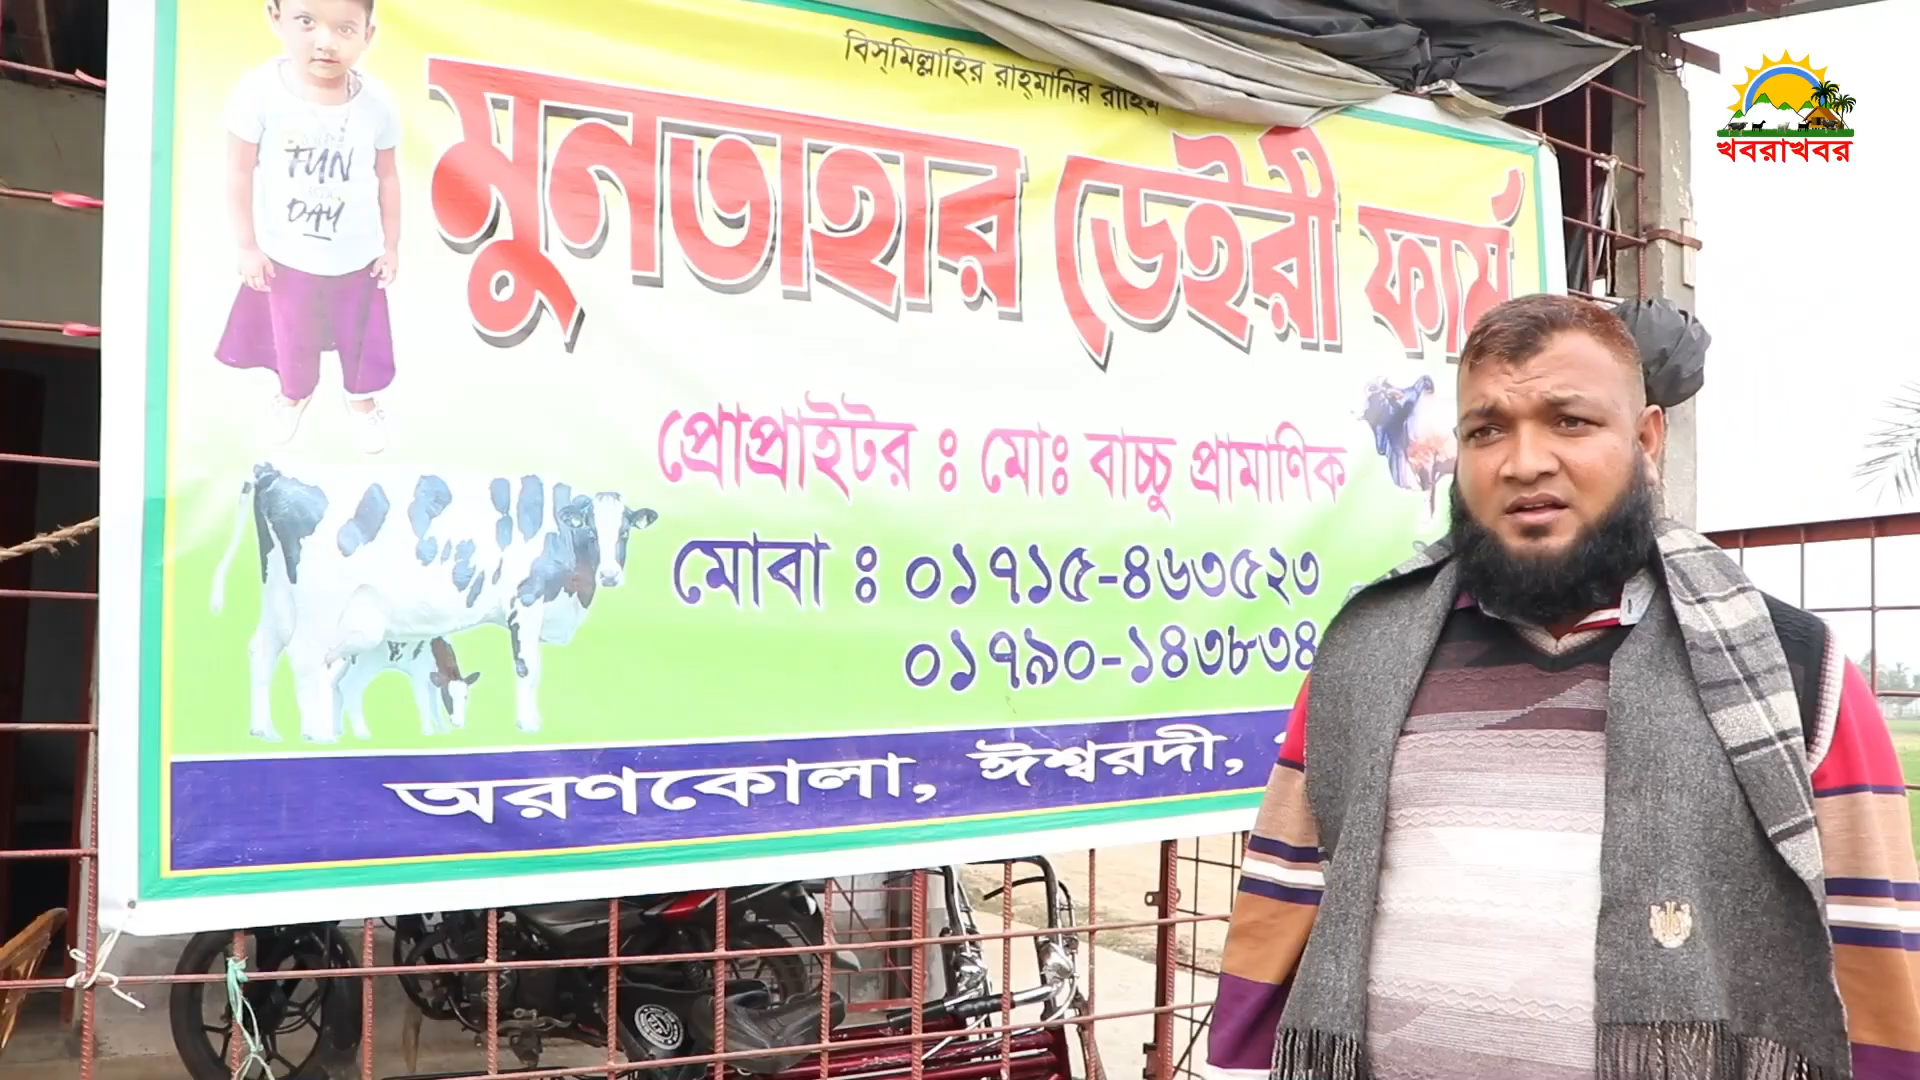 বিস্‌মিল্লাহির রাহ্‌মানির রাহিম
মুনতাহার ডেইরী ফার্ম
প্রোপ্রাইটর ঃ মোঃ বাচ্চু প্রামাণিক
মোবা ঃ ০১৭১৫-৪৬৩৫২৩
০১৭৯০-১৪৩৮৩৪
অরণকোলা, ঈশ্বরদী,
FUN
DAY
খবরাখবর